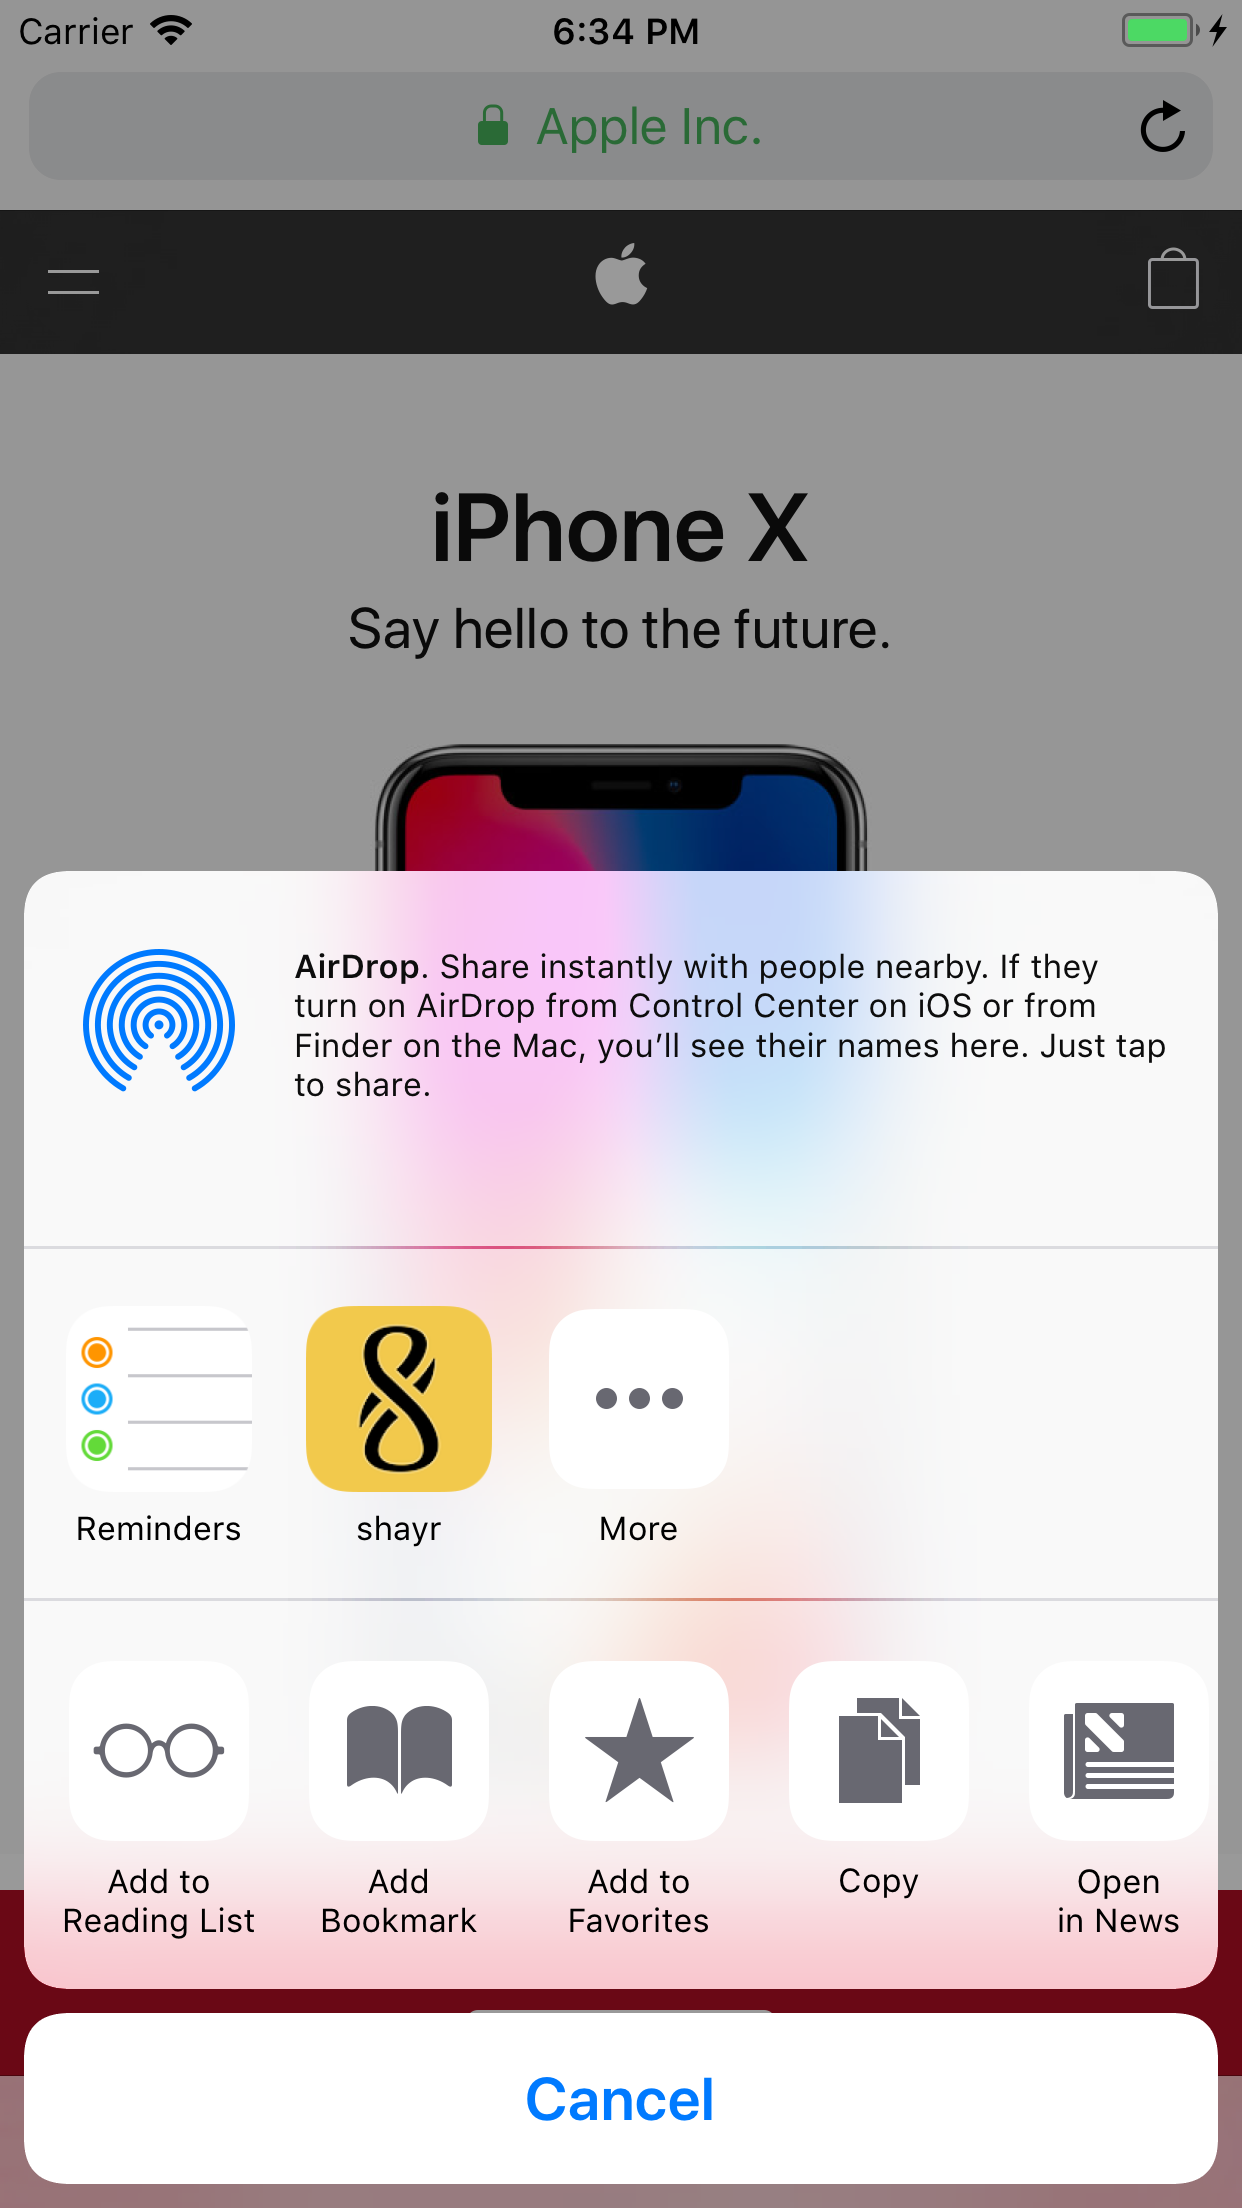 Carrier
6:34 PM
Apple Inc.
iPhone X
Say hello to the future.
AirDrop. Share instantly with people nearby. If they
turn on AirDrop from Control Center on iOS or from
Finder on the Mac, you’ll see their names here. Just tap
to share.
Reminders
shayr
More
Add to
Reading List
Add
Bookmark
Add to
Favorites
Copy
Open
in News
Cancel